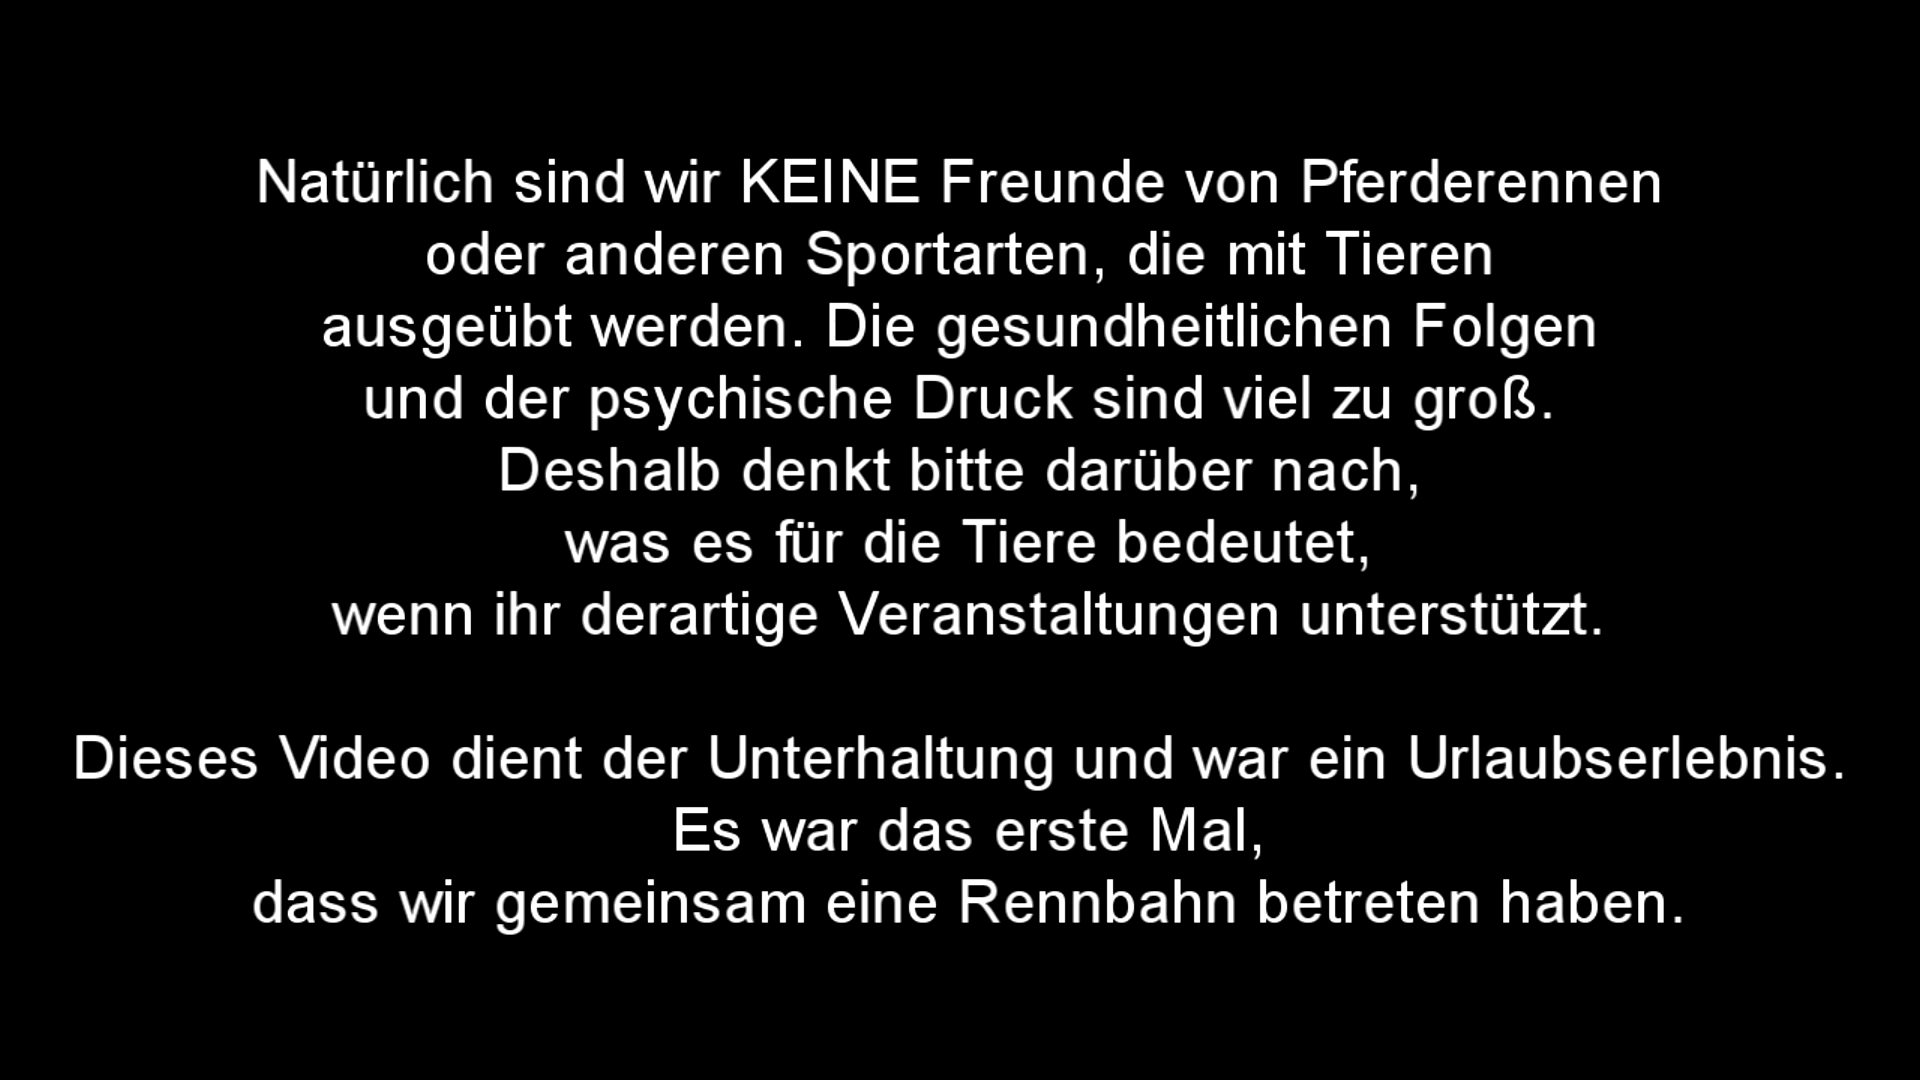 Natürlich sind wir KEINE Freunde von Pferderennen
oder anderen Sportarten, die mit Tieren
ausgeübt werden. Die gesundheitlichen Folgen
und der psychische Druck sind viel zu groß.
Deshalb denkt bitte darüber nach,
was es für die Tiere bedeutet,
wenn ihr derartige Veranstaltungen unterstützt.
Dieses Video dient der Unterhaltung und war ein Urlaubserlebnis.
Es war das erste Mal,
dass wir gemeinsam eine Rennbahn betreten haben.